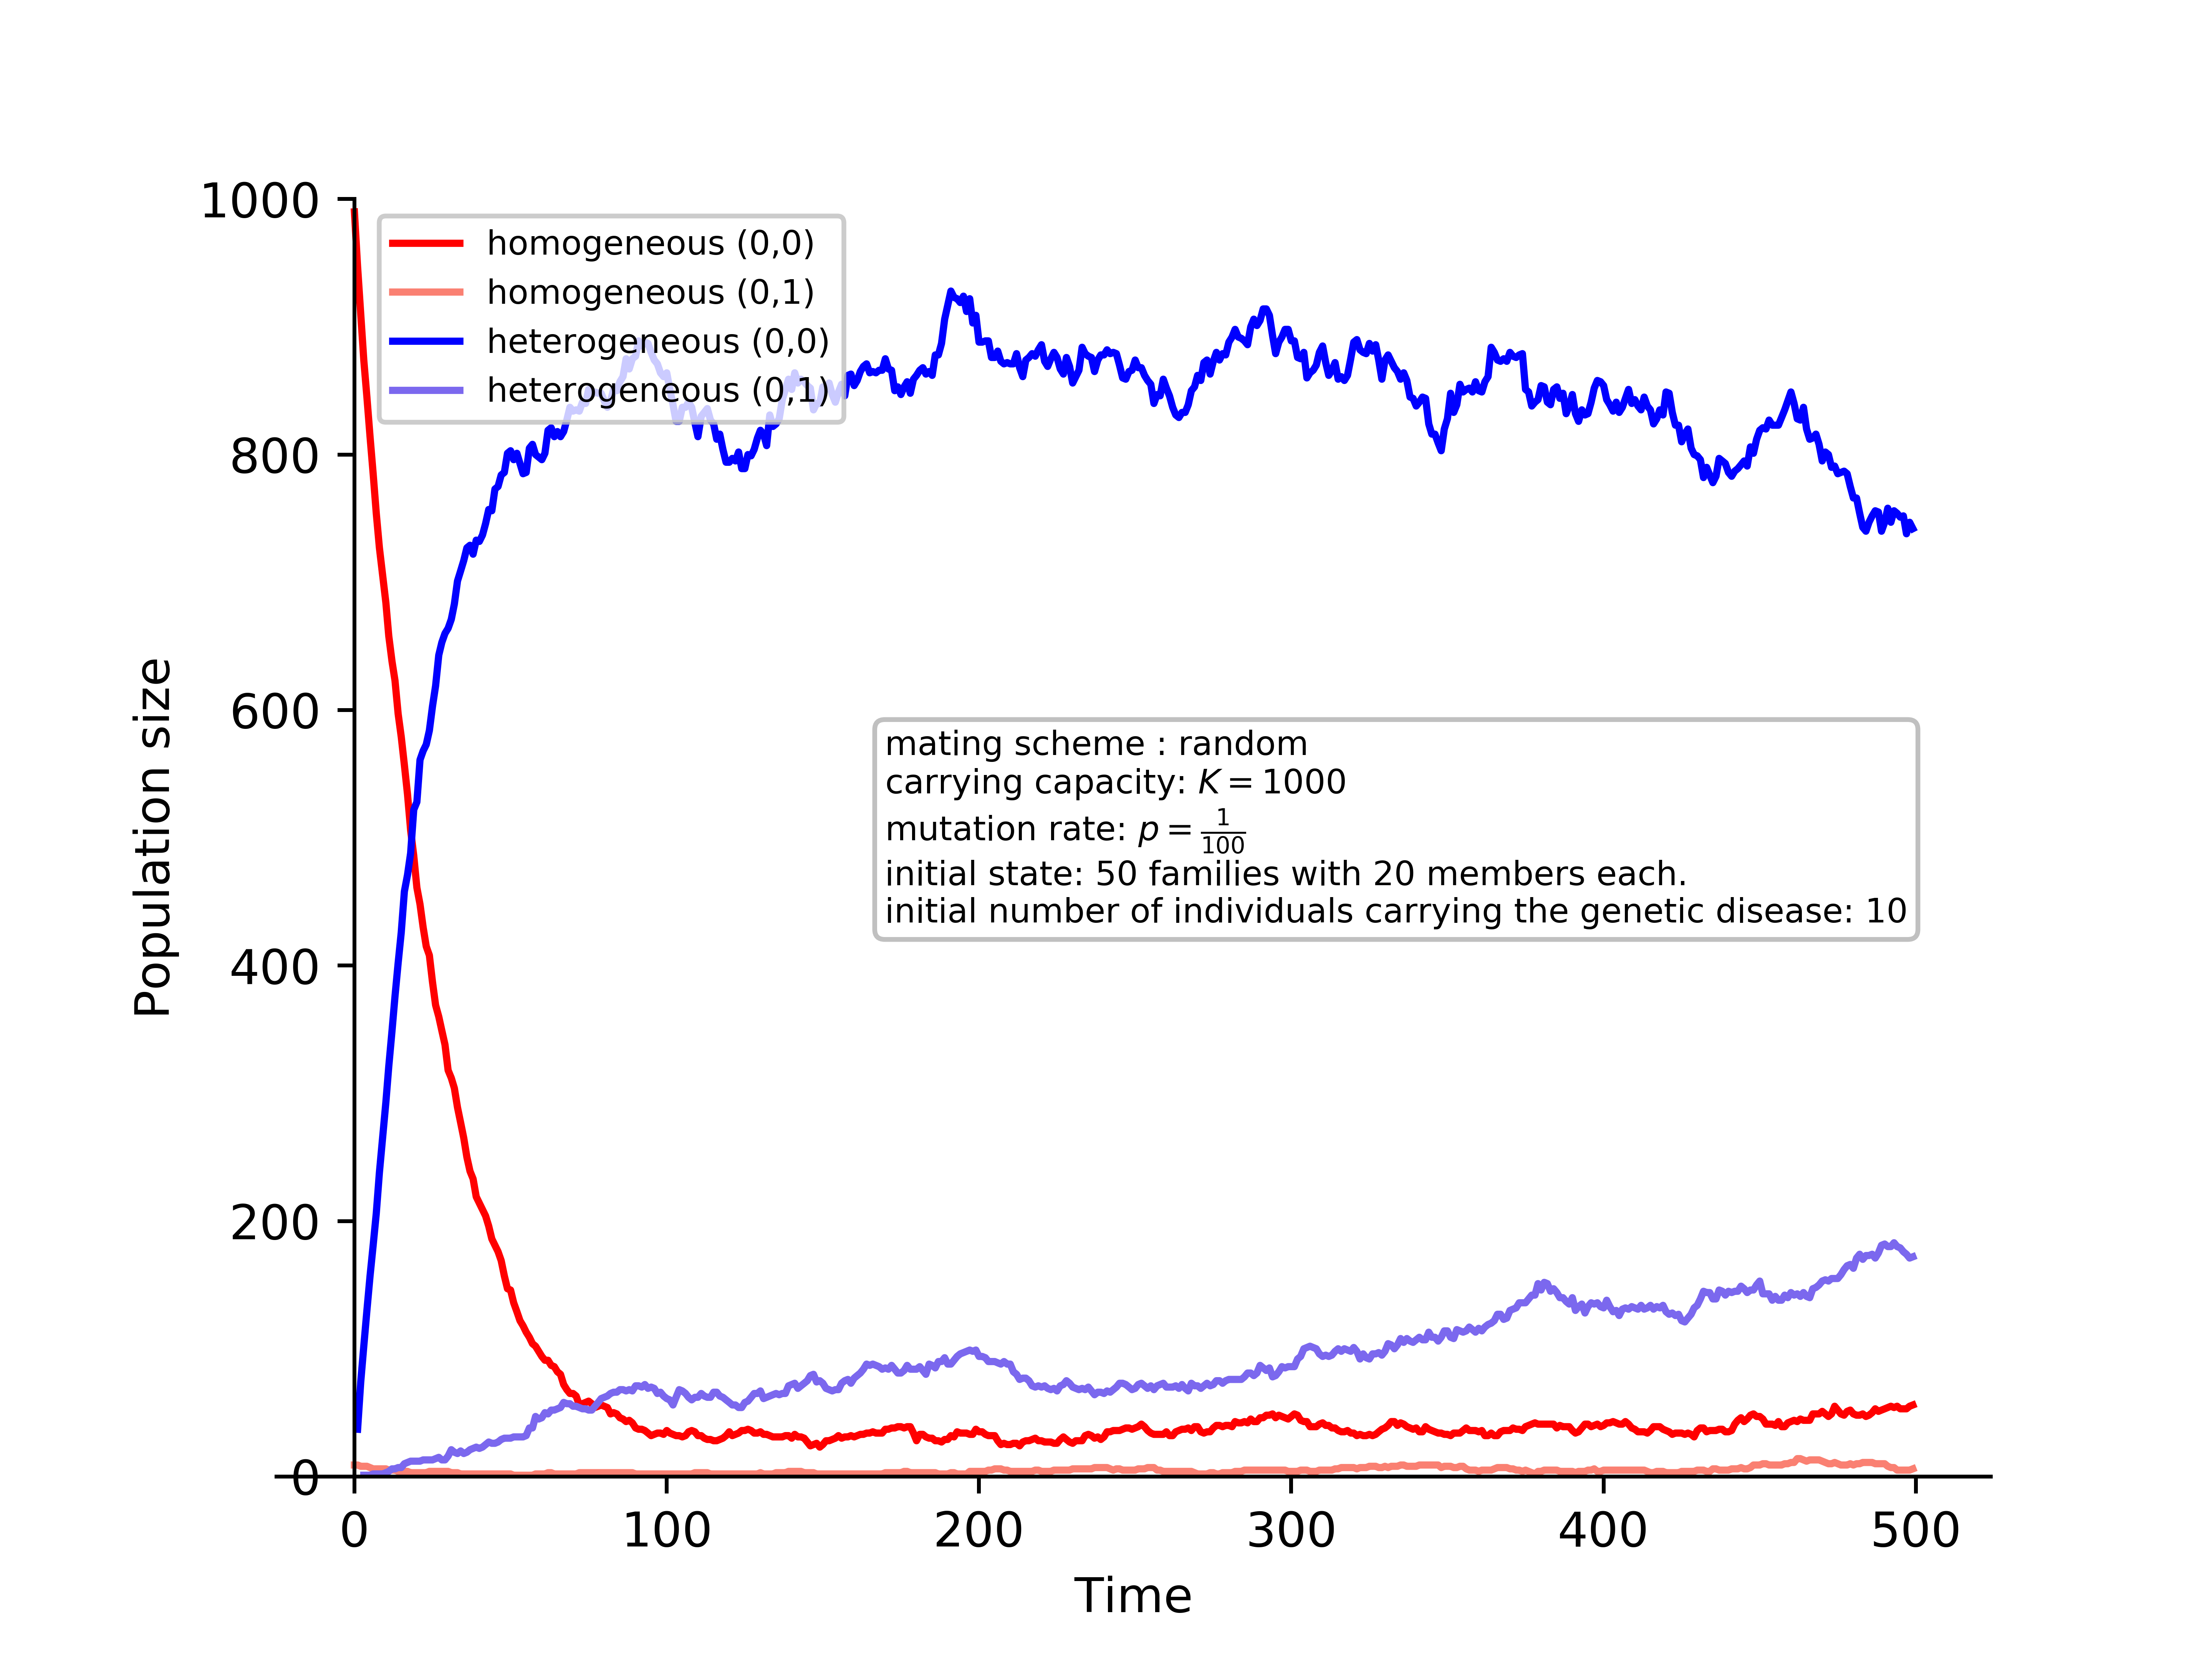 1000
800
600
400
200
0
0 100 200 300 400 500
Population size
Time
homogeneous (0,0)
homogeneous (0,1)
heterogeneous (0,0)
heterogeneous (0,1)
mating scheme : random
carrying capacity: K = 1000
mutation rate: p = 1/100
initial state: 50 families with 20 members each.
initial number of individuals carrying the genetic disease: 10